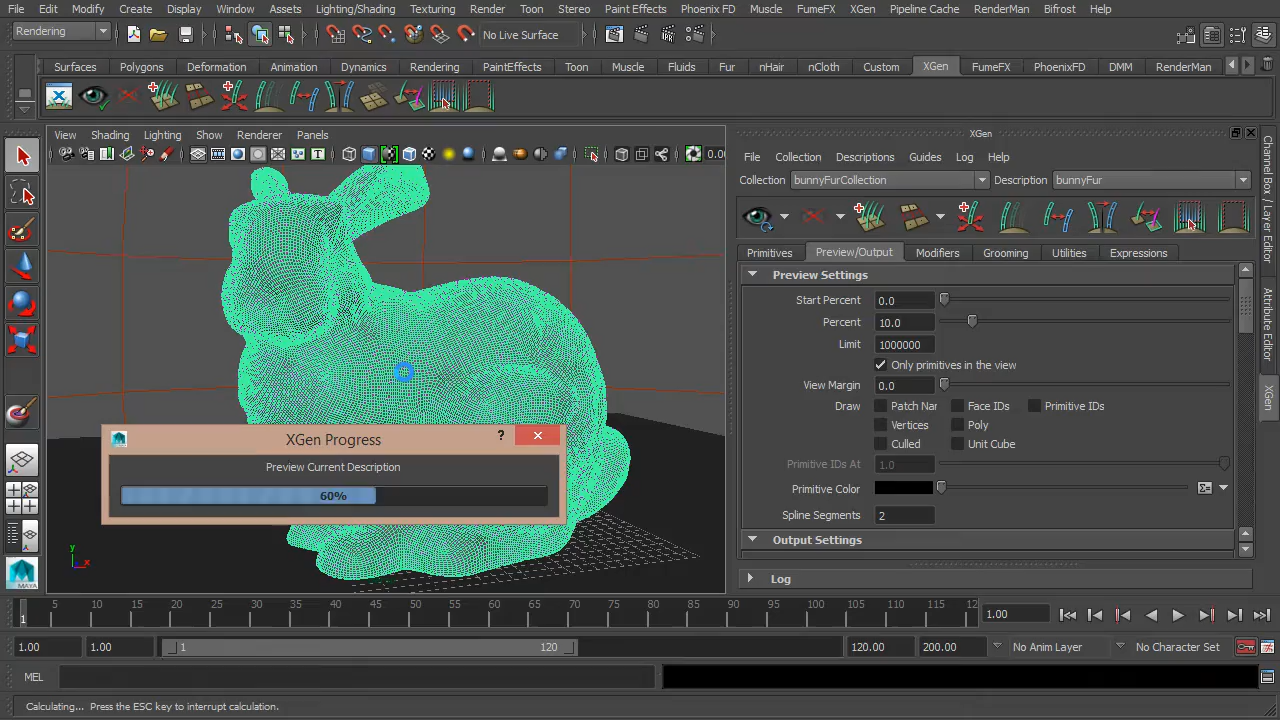 File Edit Modify Create Display Window Assets Lighting/Shading Texturing Render Toon Stereo Paint Effects Phoenix FD Muscle FumeFX XGen Pipeline Cache RenderMan Bifrost Help
Rendering No Live Surface
Surfaces Polygons Deformation Animation Dynamics Rendering PaintEffects Toon Muscle Fluids Fur nHair nCloth Custom XGen FumeFX PhoenixFD DMM RenderMan
View Shading Lighting Show Renderer Panels
0.00
XGen
File Collection Descriptions Guides Log Help
Collection bunnyFurCollection Description bunnyFur
Primitives Preview/Output Modifiers Grooming Utilities Expressions
Preview Settings
Start Percent 0.0
Percent 10.0
Limit 1000000
Only primitives in the view
View Margin 0.0
Draw Patch Nar Face IDs Primitive IDs
Vertices Poly
Culled Unit Cube
Primitive IDs At 1.0
Primitive Color
Spline Segments 2
Output Settings
Log
Channel Box / Layer Editor
Attribute Editor
XGen
XGen Progress
? 
Preview Current Description
60%
y
x
MAYA
1 5 10 15 20 25 30 35 40 45 50 55 60 65 70 75 80 85 90 95 100 105 110 115 12 1.00
1.00 1.00 1 120 120.00 200.00 No Anim Layer No Character Set
MEL
Calculating... Press the ESC key to interrupt calculation.